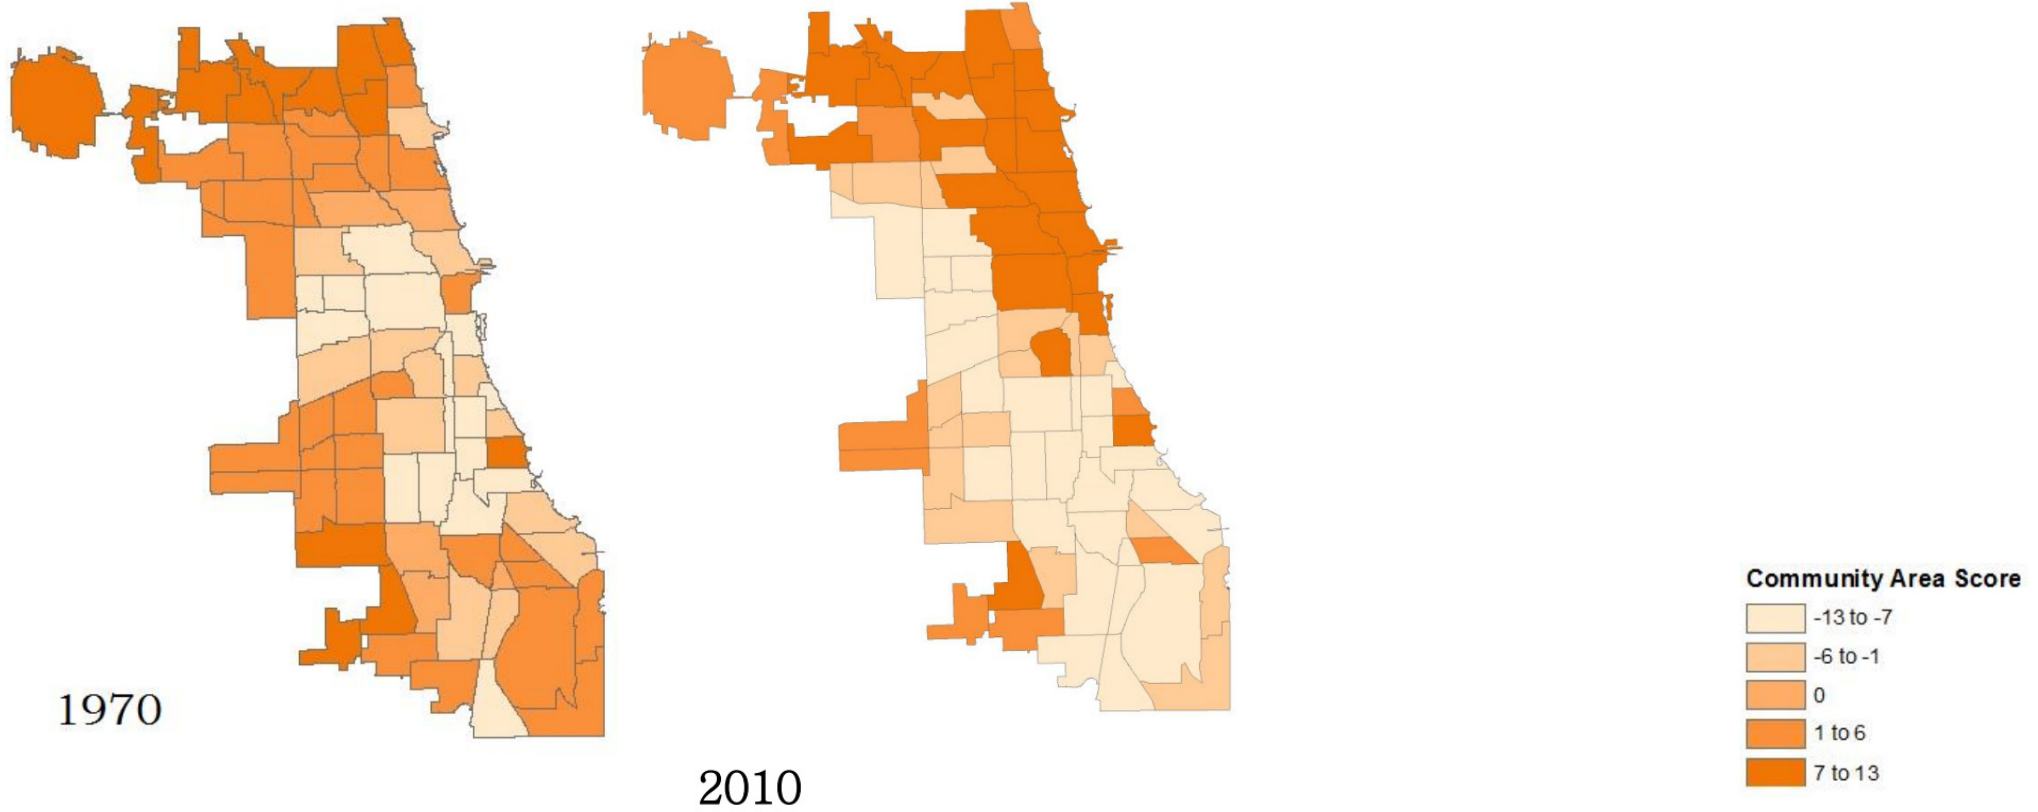 1970
2010
Community Area Score
-13 to -7
-6 to -1
0
1 to 6
7 to 13